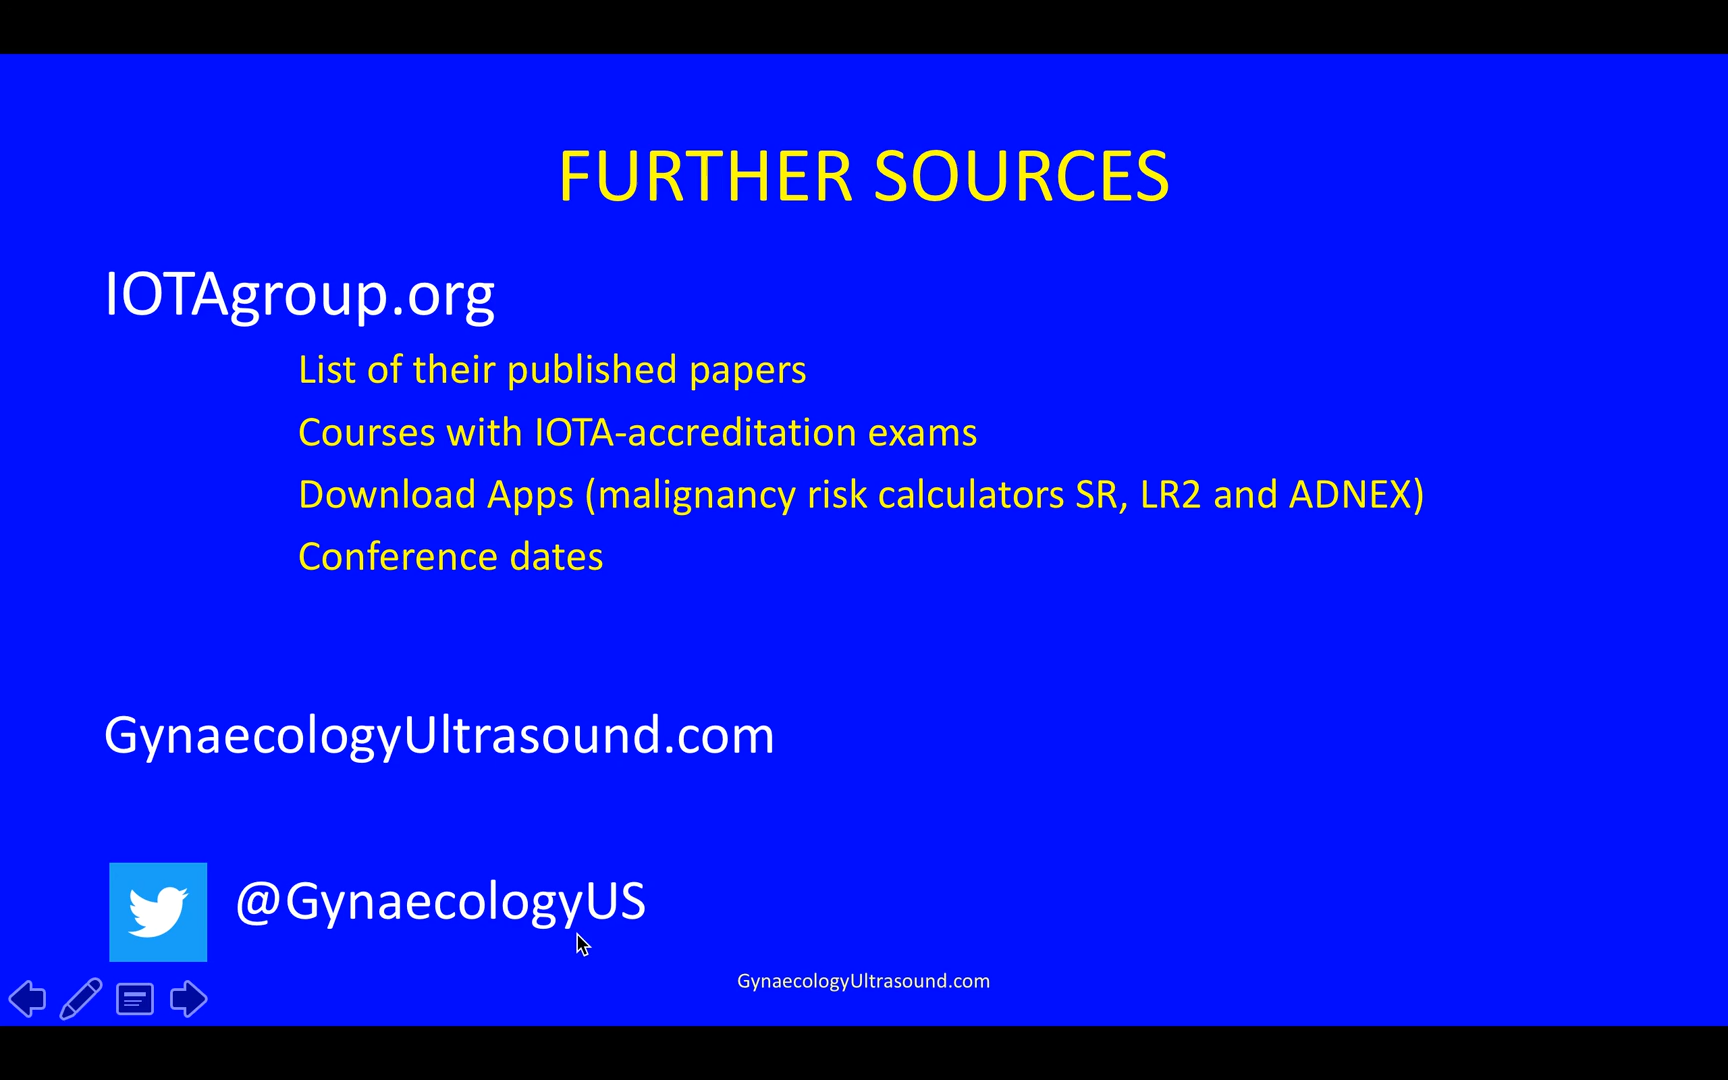 FURTHER SOURCES
IOTAgroup.org
List of their published papers
Courses with IOTA-accreditation exams
Download Apps (malignancy risk calculators SR, LR2 and ADNEX)
Conference dates
GynaecologyUltrasound.com
@GynaecologyUS
GynaecologyUltrasound.com